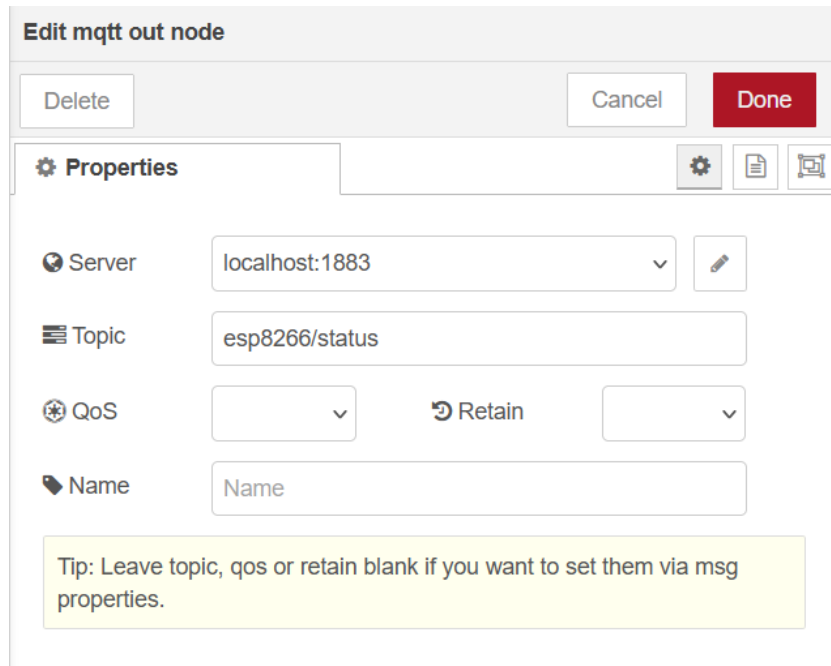 Edit mqtt out node
Delete
Cancel
Done
Properties
Server
localhost:1883
Topic
esp8266/status
QoS
Retain
Name
Name
Tip: Leave topic, qos or retain blank if you want to set them via msg
properties.